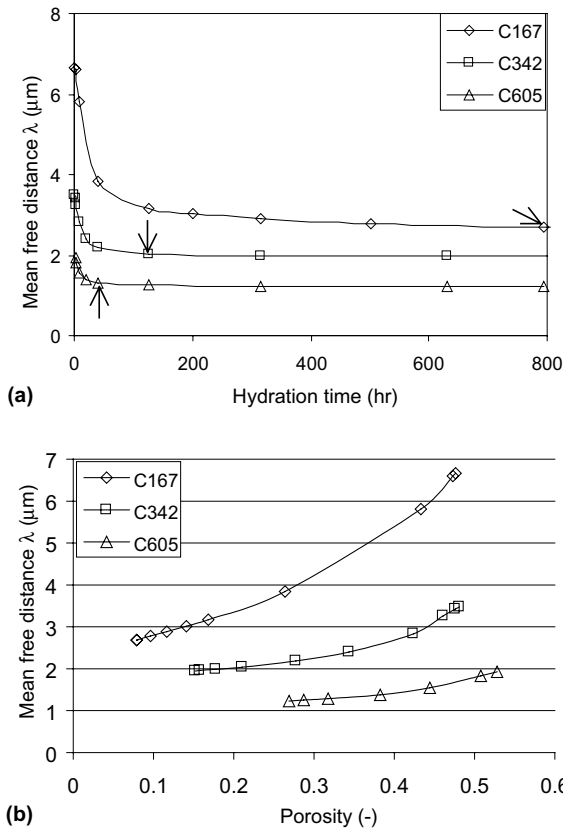 8
6
4
2
0
Mean free distance λ (μm)
C167
C342
C605
0
200
400
600
800
Hydration time (hr)
(a)
7
6
5
4
3
2
1
0
Mean free distance λ (μm)
C167
C342
C605
0
0.1
0.2
0.3
0.4
0.5
0.6
Porosity (-)
(b)